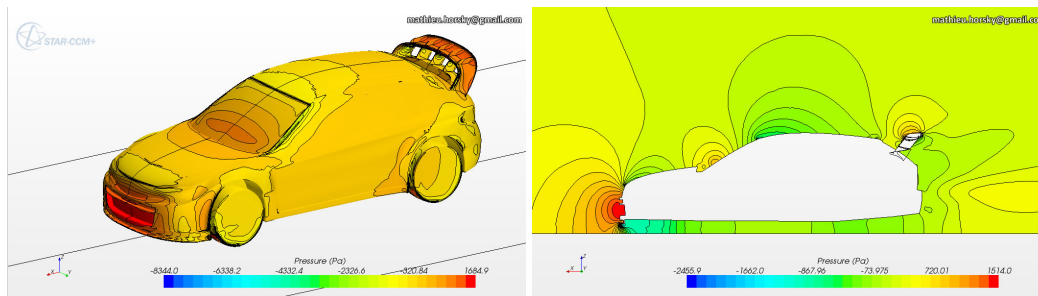 mathieu.horsky@gmail.com
STAR-CCM+
Z
X Y
Pressure (Pa)
-8344.0 -6338.2 -4332.4 -2326.6 -320.84 1684.9
mathieu.horsky@gmail.com
Z
X Y
Pressure (Pa)
-2455.9 -1662.0 -867.96 -73.975 720.01 1514.0